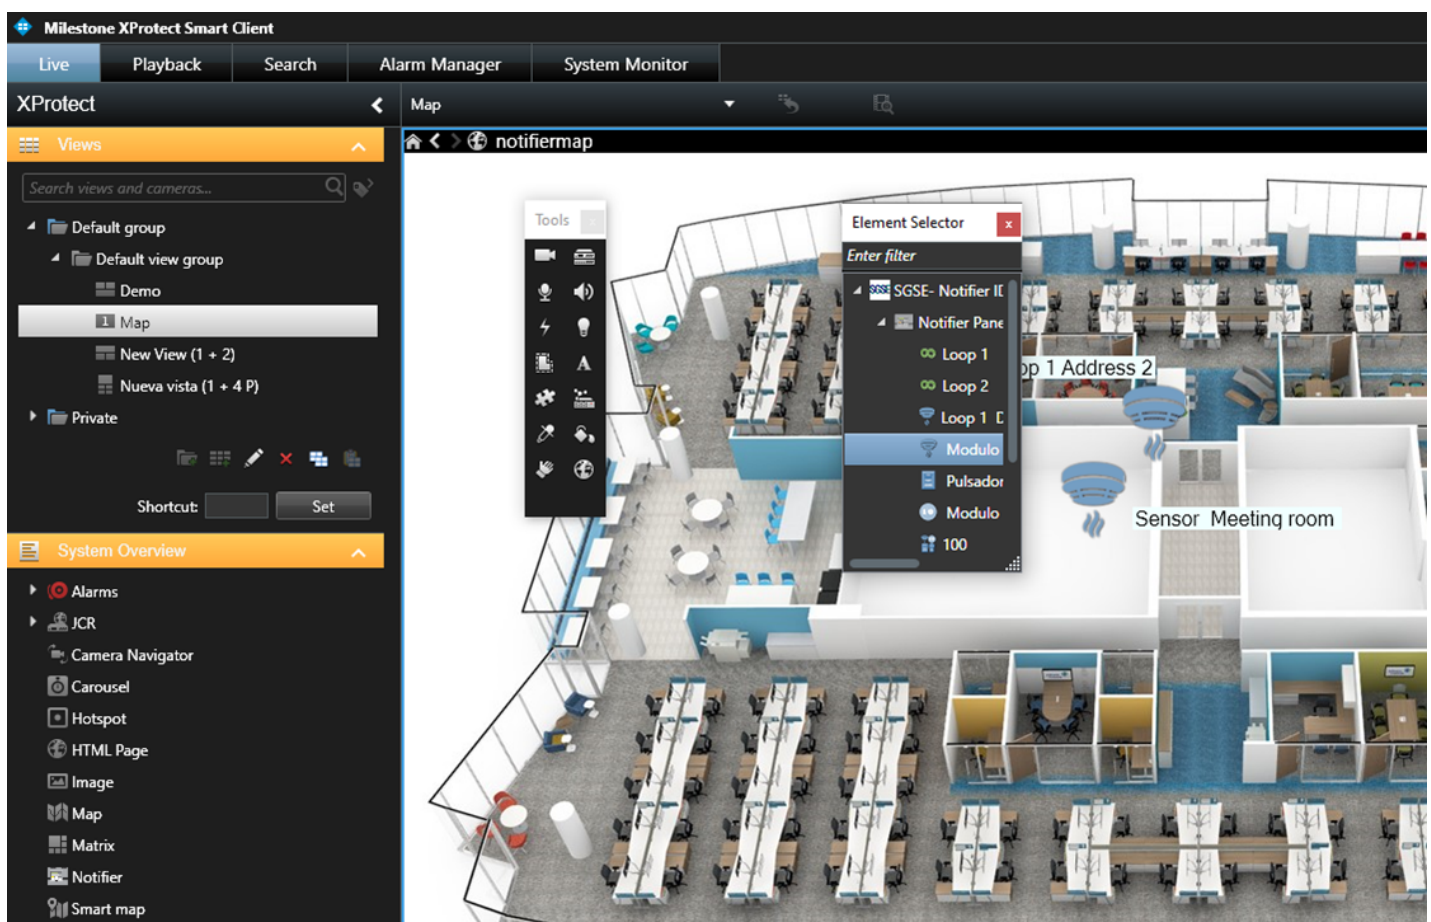 Milestone XProtect Smart Client
Live Playback Search Alarm Manager System Monitor
XProtect
Map
Views
notifiermap
Search views and cameras...
Default group
Default view group
Demo
1 Map
New View (1 + 2)
Nueva vista (1 + 4 P)
Private
Shortcut: Set
System Overview
Alarms
JCR
Camera Navigator
Carousel
Hotspot
HTML Page
Image
Map
Matrix
Notifier
Smart map
Tools x
A
Element Selector x
Enter filter
SGSE SGSE- Notifier ID
Notifier Pane
Loop 1
Loop 2
Loop 1 D
Modulo
Pulsador
Modulo
100
op 1 Address 2
Sensor Meeting room